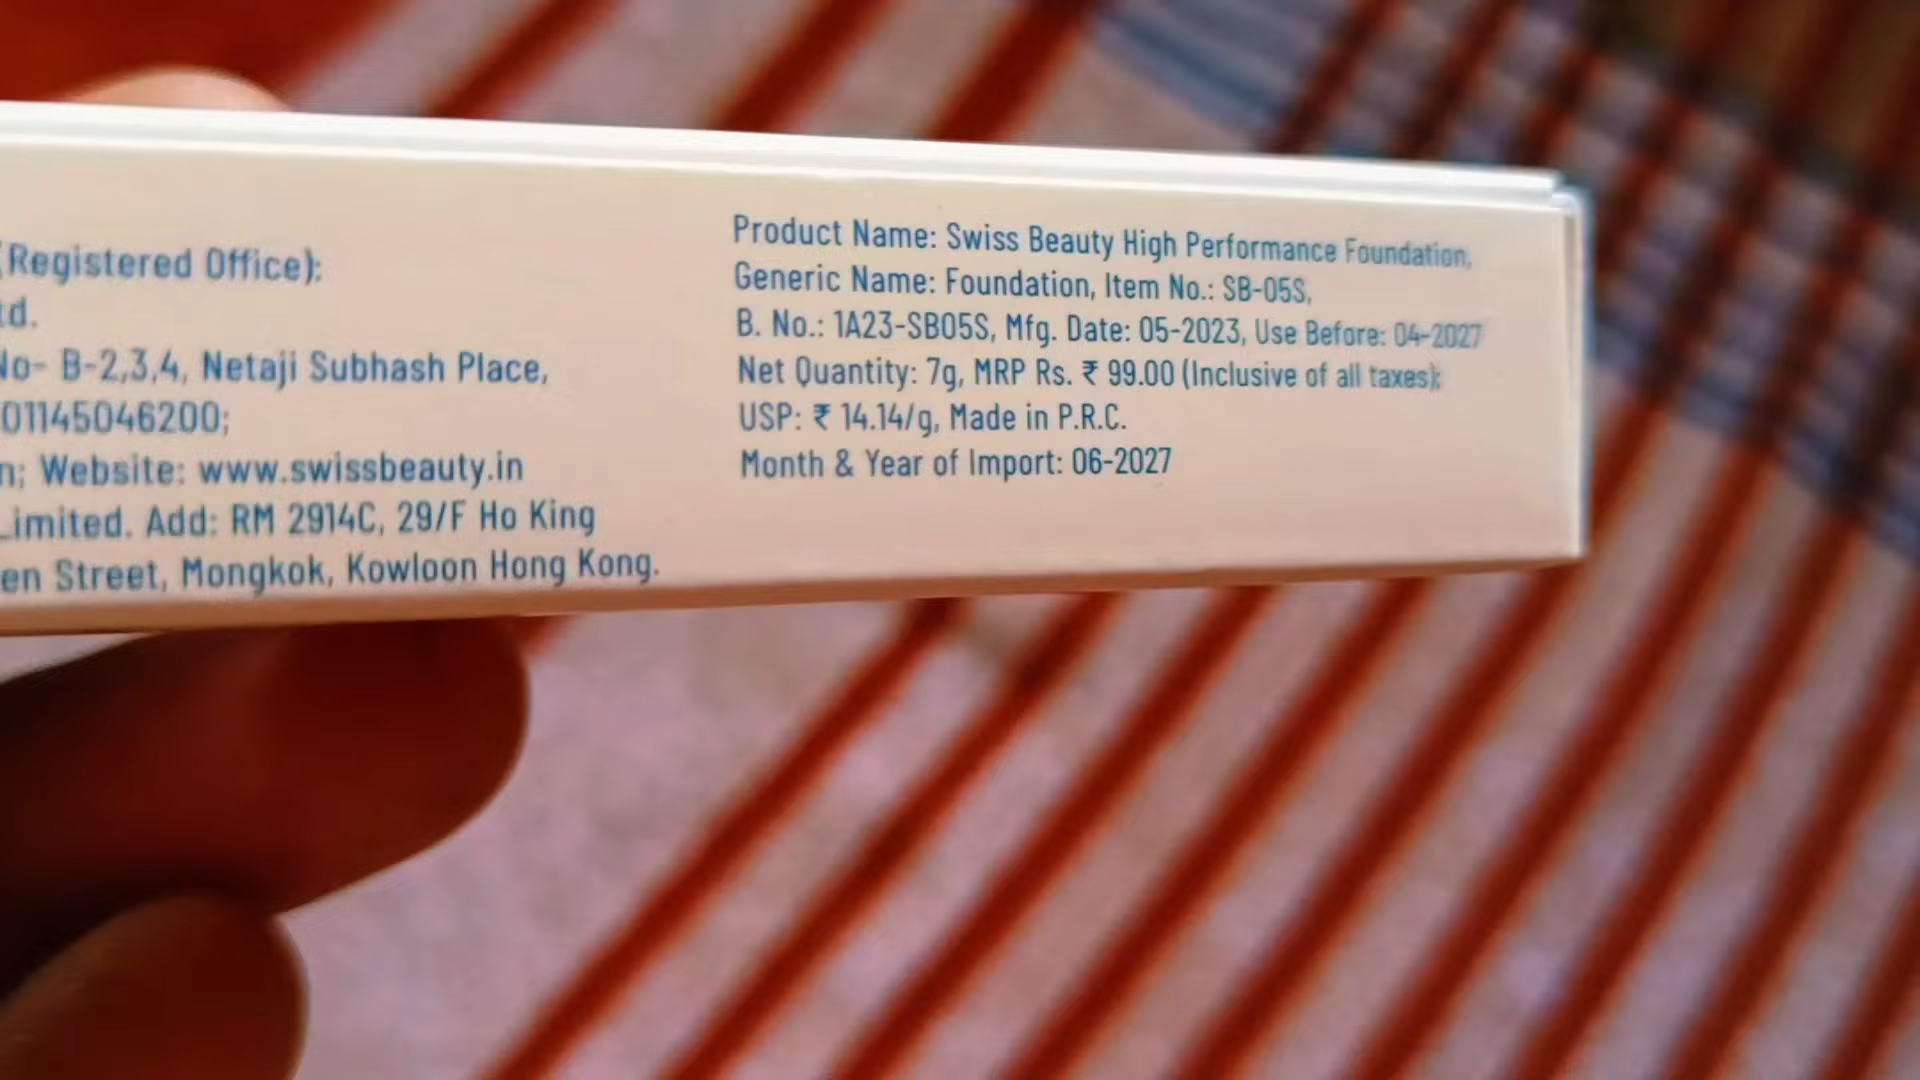 (Registered Office):
td.
No- B-2,3,4, Netaji Subhash Place,
01145046200;
n; Website: www.swissbeauty.in
Limited. Add: RM 2914C, 29/F Ho King
en Street, Mongkok, Kowloon Hong Kong.
Product Name: Swiss Beauty High Performance Foundation,
Generic Name: Foundation, Item No.: SB-05S,
B. No.: 1A23-SB05S, Mfg. Date: 05-2023, Use Before: 04-2027
Net Quantity: 7g, MRP Rs. ₹ 99.00 (Inclusive of all taxes);
USP: ₹ 14.14/g, Made in P.R.C.
Month & Year of Import: 06-2027